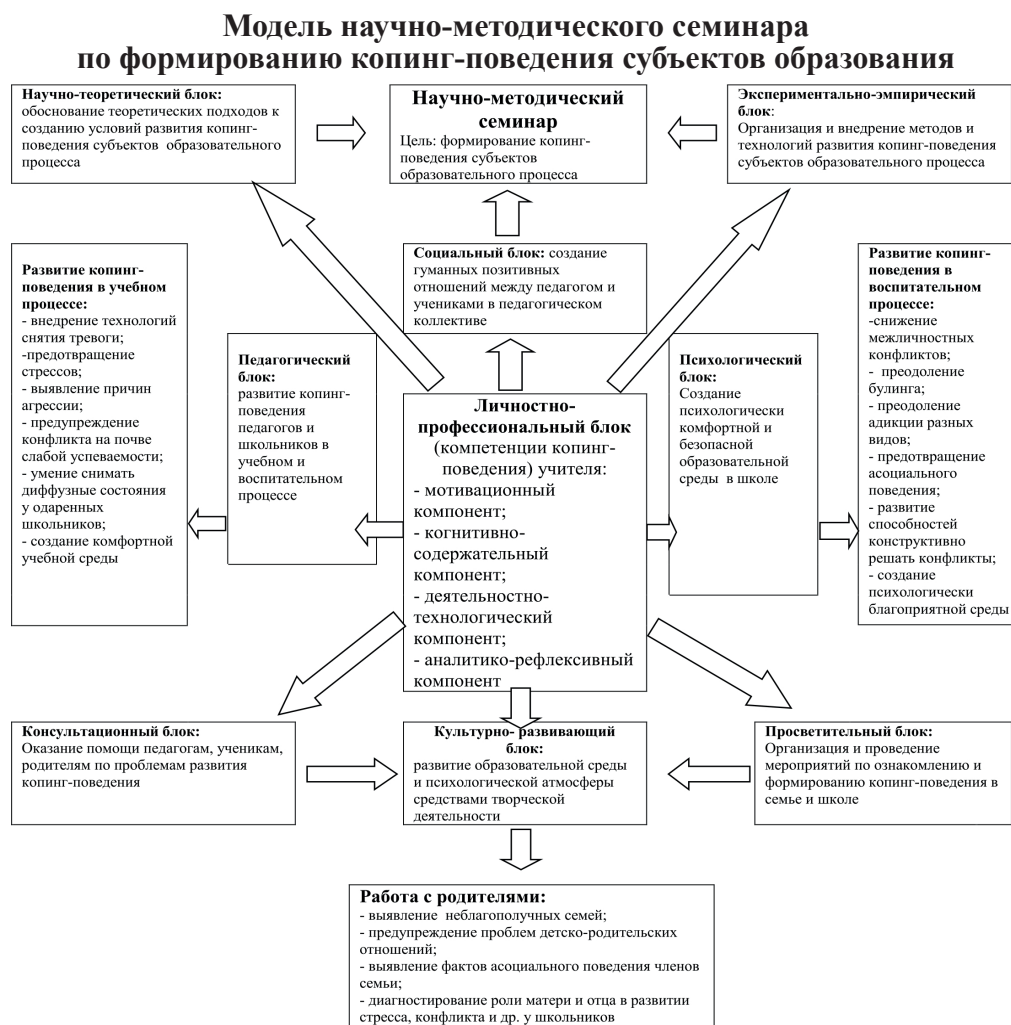 Модель научно-методического семинара
по формированию копинг-поведения субъектов образования
Научно-теоретический блок:
обоснование теоретических подходов к
созданию условий развития копинг-
поведения субъектов образовательного
процесса
Научно-методический
семинар
Цель: формирование копинг-
поведения субъектов
образовательного процесса
Экспериментально-эмпирический
блок:
Организация и внедрение методов и
технологий развития копинг-поведения
субъектов образовательного процесса
Социальный блок: создание
гуманных позитивных
отношений между педагогом и
учениками в педагогическом
коллективе
Развитие копинг-
поведения в учебном
процессе:
- внедрение технологий
снятия тревоги;
-предотвращение
стрессов;
- выявление причин
агрессии;
- предупреждение
конфликта на почве
слабой успеваемости;
- умение снимать
диффузные состояния
у одаренных
школьников;
- создание комфортной
учебной среды
Педагогический
блок:
развитие копинг-
поведения
педагогов и
школьников в
учебном и
воспитательном
процессе
Личностно-
профессиональный блок
(компетенции копинг-
поведения) учителя:
- мотивационный
компонент;
- когнитивно-
содержательный
компонент;
- деятельностно-
технологический
компонент;
- аналитико-рефлексивный
компонент
Психологический
блок:
Создание
психологически
комфортной и
безопасной
образовательной
среды в школе
Развитие копинг-
поведения в
воспитательном
процессе:
-снижение
межличностных
конфликтов;
- преодоление
булинга;
- преодоление
адикции разных
видов;
- предотвращение
асоциального
поведения;
- развитие
способностей
конструктивно
решать конфликты;
- создание
психологически
благоприятной среды
Консультационный блок:
Оказание помощи педагогам, ученикам,
родителям по проблемам развития
копинг-поведения
Культурно- развивающий
блок:
развитие образовательной среды
и психологической атмосферы
средствами творческой
деятельности
Просветительный блок:
Организация и проведение
мероприятий по ознакомлению и
формированию копинг-поведения в
семье и школе
Работа с родителями:
- выявление неблагополучных семей;
- предупреждение проблем детско-родительских
отношений;
- выявление фактов асоциального поведения членов
семьи;
- диагностирование роли матери и отца в развитии
стресса, конфликта и др. у школьников